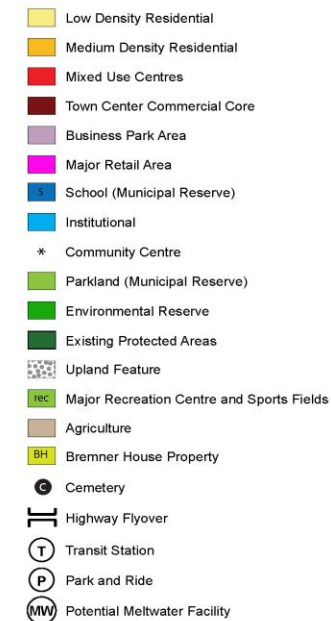 Low Density Residential
Medium Density Residential
Mixed Use Centres
Town Center Commercial Core
Business Park Area
Major Retail Area
S School (Municipal Reserve)
Institutional
* Community Centre
Parkland (Municipal Reserve)
Environmental Reserve
Existing Protected Areas
Upland Feature
rec Major Recreation Centre and Sports Fields
Agriculture
BH Bremner House Property
C Cemetery
Highway Flyover
T Transit Station
P Park and Ride
MW Potential Meltwater Facility